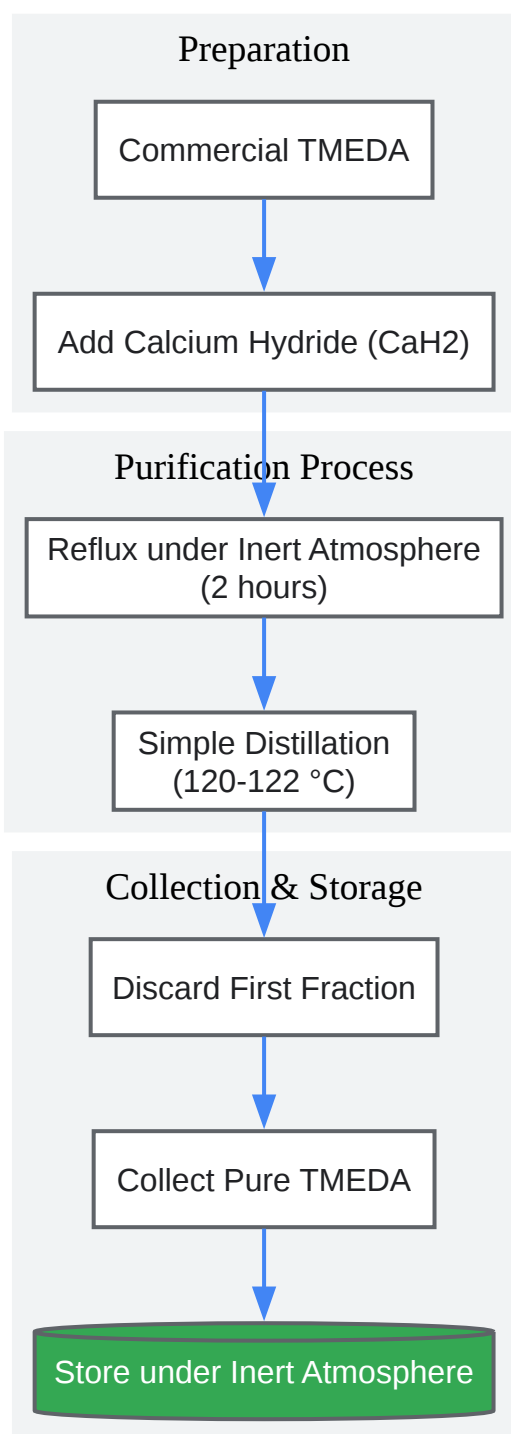 Preparation
Commercial TMEDA
Add Calcium Hydride (CaH2)
Purification Process
Reflux under Inert Atmosphere
(2 hours)
Simple Distillation
(120-122 °C)
Collection & Storage
Discard First Fraction
Collect Pure TMEDA
Store under Inert Atmosphere